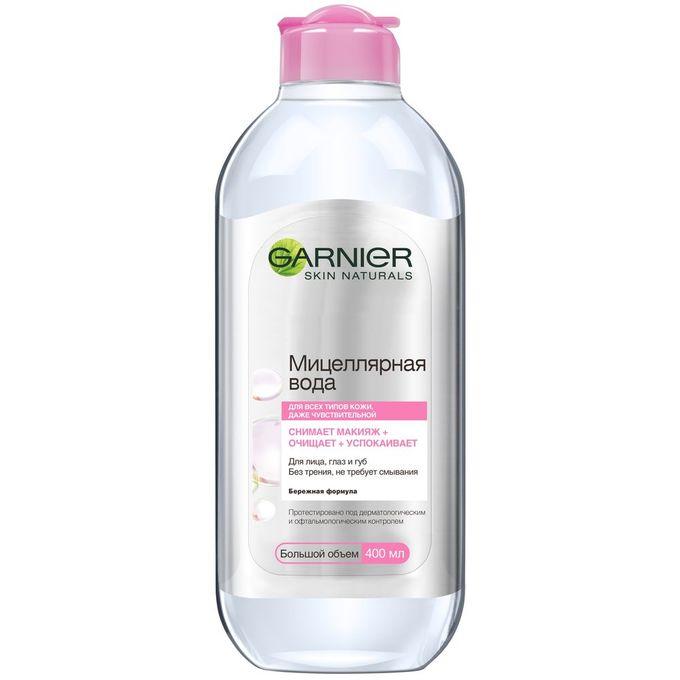 GARNIER
SKIN NATURALS
Мицеллярная
вода
ДЛЯ ВСЕХ ТИПОВ КОЖИ,
ДАЖЕ ЧУВСТВИТЕЛЬНОЙ
СНИМАЕТ МАКИЯЖ +
ОЧИЩАЕТ + УСПОКАИВАЕТ
Для лица, глаз и губ
Без трения, не требует смывания
Бережная формула
Протестировано под дерматологическим
и офтальмологическим контролем
Большой объем 400 мл